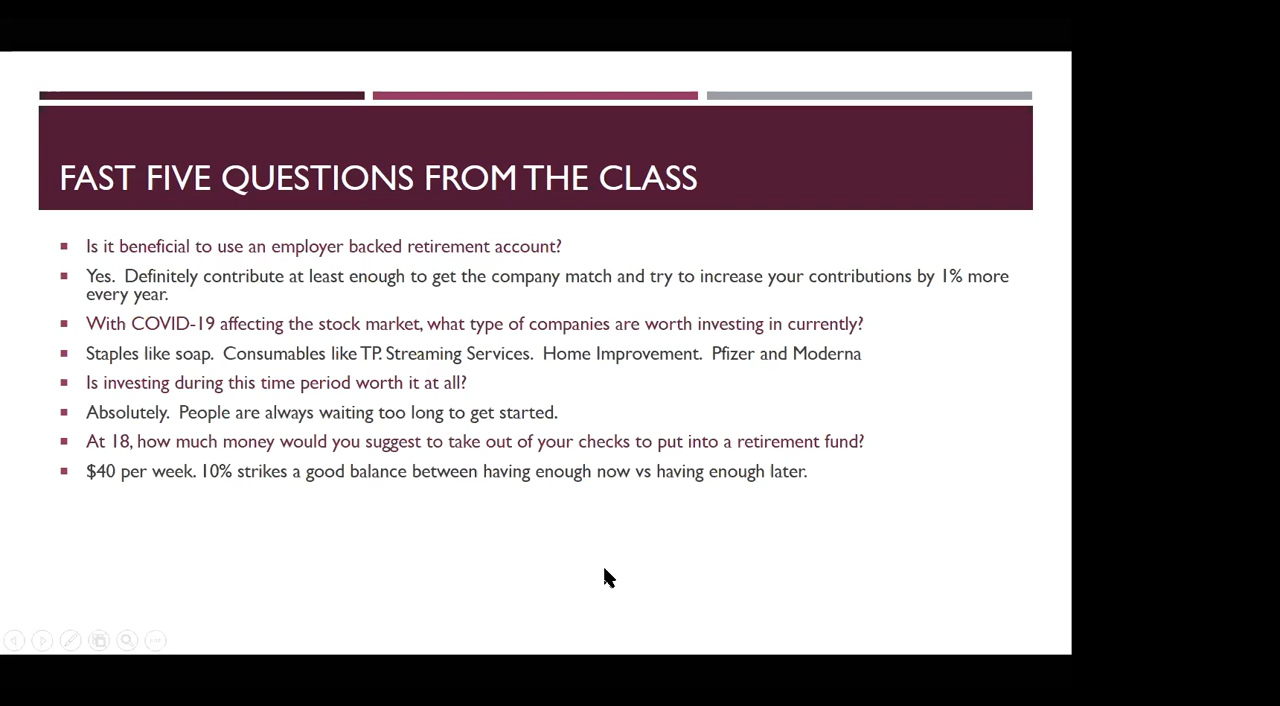 FAST FIVE QUESTIONS FROM THE CLASS
Is it beneficial to use an employer backed retirement account?
Yes.  Definitely contribute at least enough to get the company match and try to increase your contributions by 1% more
every year.
With COVID-19 affecting the stock market, what type of companies are worth investing in currently?
Staples like soap.  Consumables like TP. Streaming Services.  Home Improvement.  Pfizer and Moderna
Is investing during this time period worth it at all?
Absolutely.  People are always waiting too long to get started.
At 18, how much money would you suggest to take out of your checks to put into a retirement fund?
$40 per week. 10% strikes a good balance between having enough now vs having enough later.